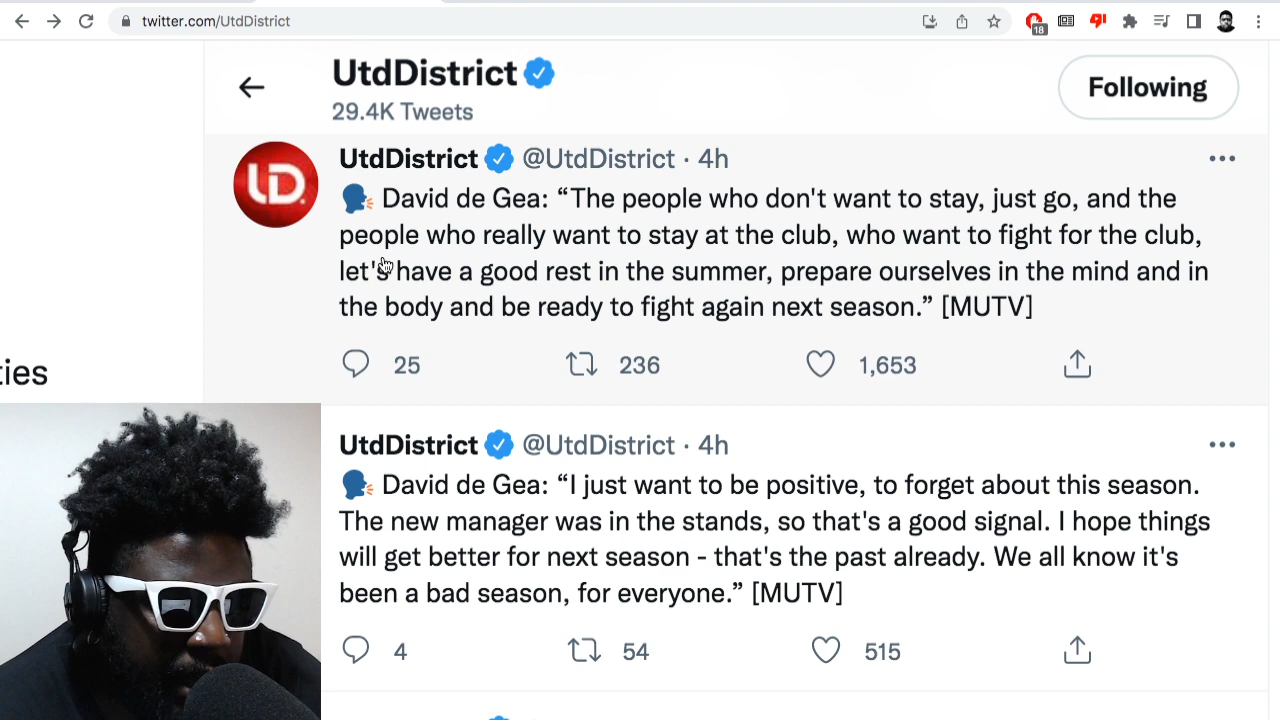 twitter.com/UtdDistrict
18
UtdDistrict
29.4K Tweets
Following
LD
UtdDistrict @UtdDistrict · 4h
David de Gea: “The people who don't want to stay, just go, and the
people who really want to stay at the club, who want to fight for the club,
let's have a good rest in the summer, prepare ourselves in the mind and in
the body and be ready to fight again next season.” [MUTV]
25 236 1,653
ties
UtdDistrict @UtdDistrict · 4h
David de Gea: “I just want to be positive, to forget about this season.
The new manager was in the stands, so that's a good signal. I hope things
will get better for next season - that's the past already. We all know it's
been a bad season, for everyone.” [MUTV]
4 54 515